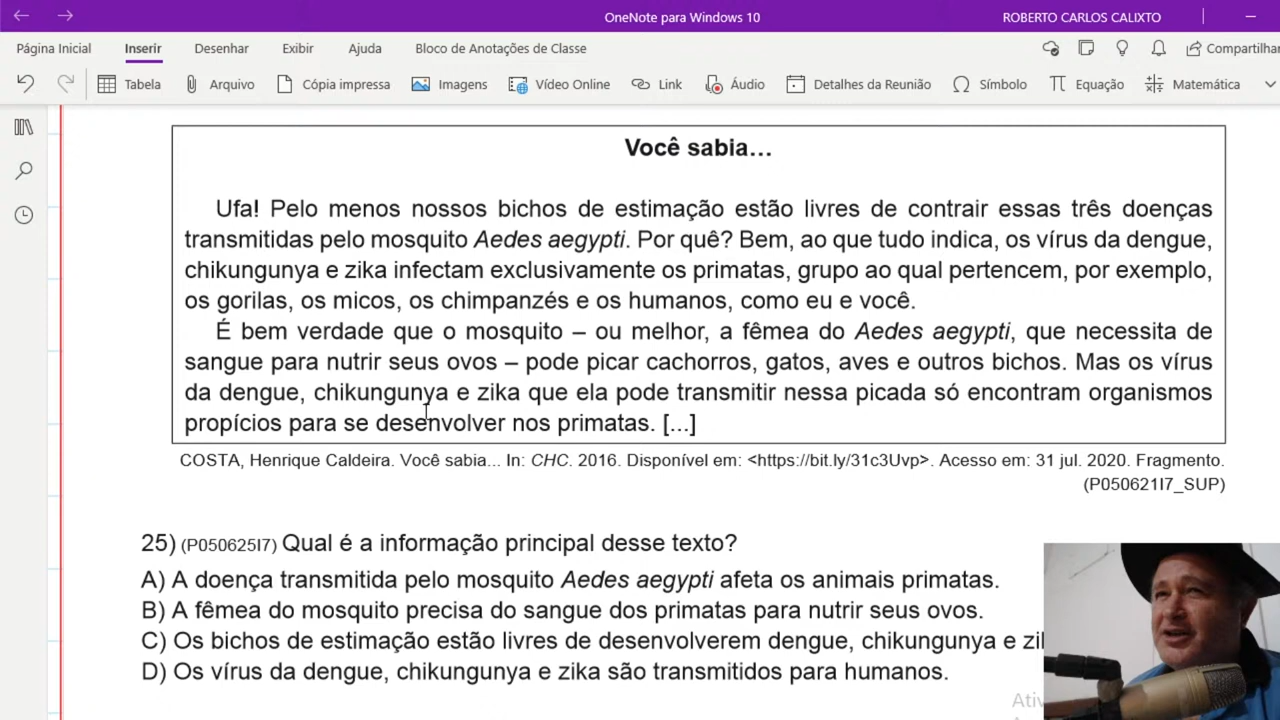 OneNote para Windows 10
ROBERTO CARLOS CALIXTO
Página Inicial Inserir Desenhar Exibir Ajuda Bloco de Anotações de Classe Compartilhar
Tabela Arquivo Cópia impressa Imagens Vídeo Online Link Áudio Detalhes da Reunião Símbolo Equação Matemática
Você sabia...
Ufa! Pelo menos nossos bichos de estimação estão livres de contrair essas três doenças
transmitidas pelo mosquito Aedes aegypti. Por quê? Bem, ao que tudo indica, os vírus da dengue,
chikungunya e zika infectam exclusivamente os primatas, grupo ao qual pertencem, por exemplo,
os gorilas, os micos, os chimpanzés e os humanos, como eu e você.
É bem verdade que o mosquito – ou melhor, a fêmea do Aedes aegypti, que necessita de
sangue para nutrir seus ovos – pode picar cachorros, gatos, aves e outros bichos. Mas os vírus
da dengue, chikungunya e zika que ela pode transmitir nessa picada só encontram organismos
propícios para se desenvolver nos primatas. [...]
COSTA, Henrique Caldeira. Você sabia... In: CHC. 2016. Disponível em: <https://bit.ly/31c3Uvp>. Acesso em: 31 jul. 2020. Fragmento.
(P050621I7_SUP)
25) (P050625I7) Qual é a informação principal desse texto?
A) A doença transmitida pelo mosquito Aedes aegypti afeta os animais primatas.
B) A fêmea do mosquito precisa do sangue dos primatas para nutrir seus ovos.
C) Os bichos de estimação estão livres de desenvolverem dengue, chikungunya e
D) Os vírus da dengue, chikungunya e zika são transmitidos para humanos.